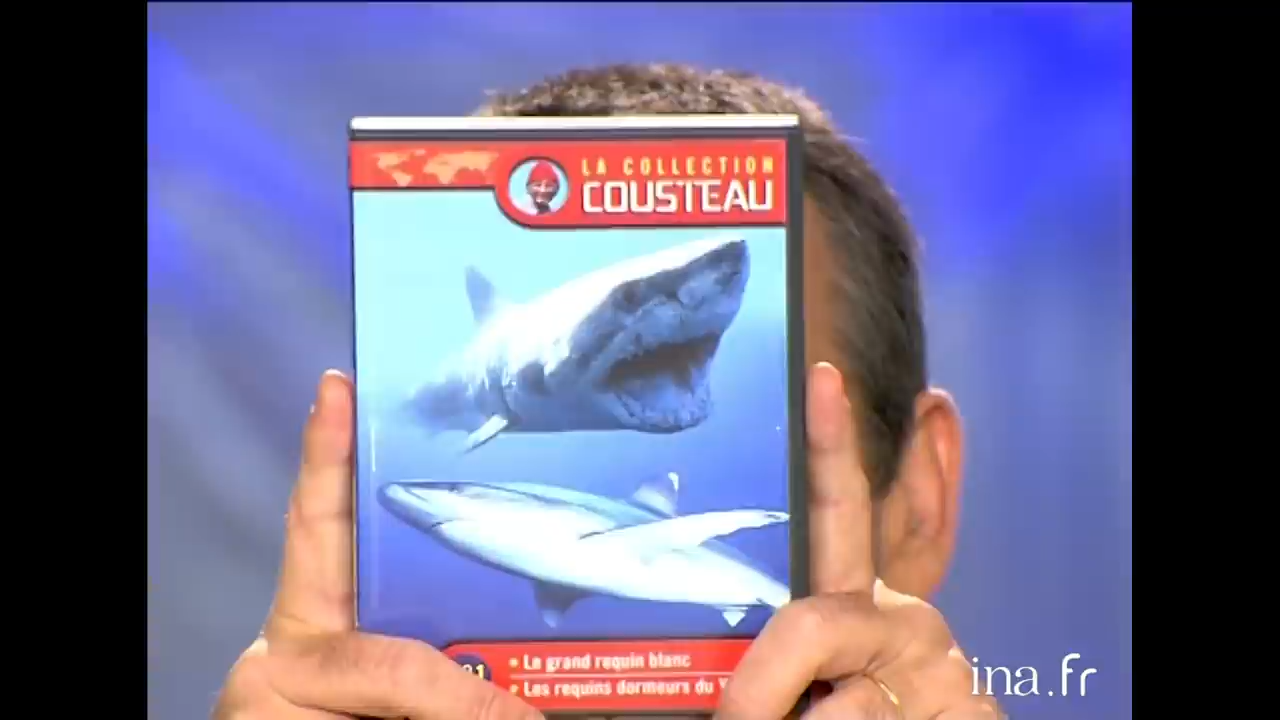 LA COLLECTION
COUSTEAU
• Le grand requin blanc
• Les requins dormeurs du
ina.fr